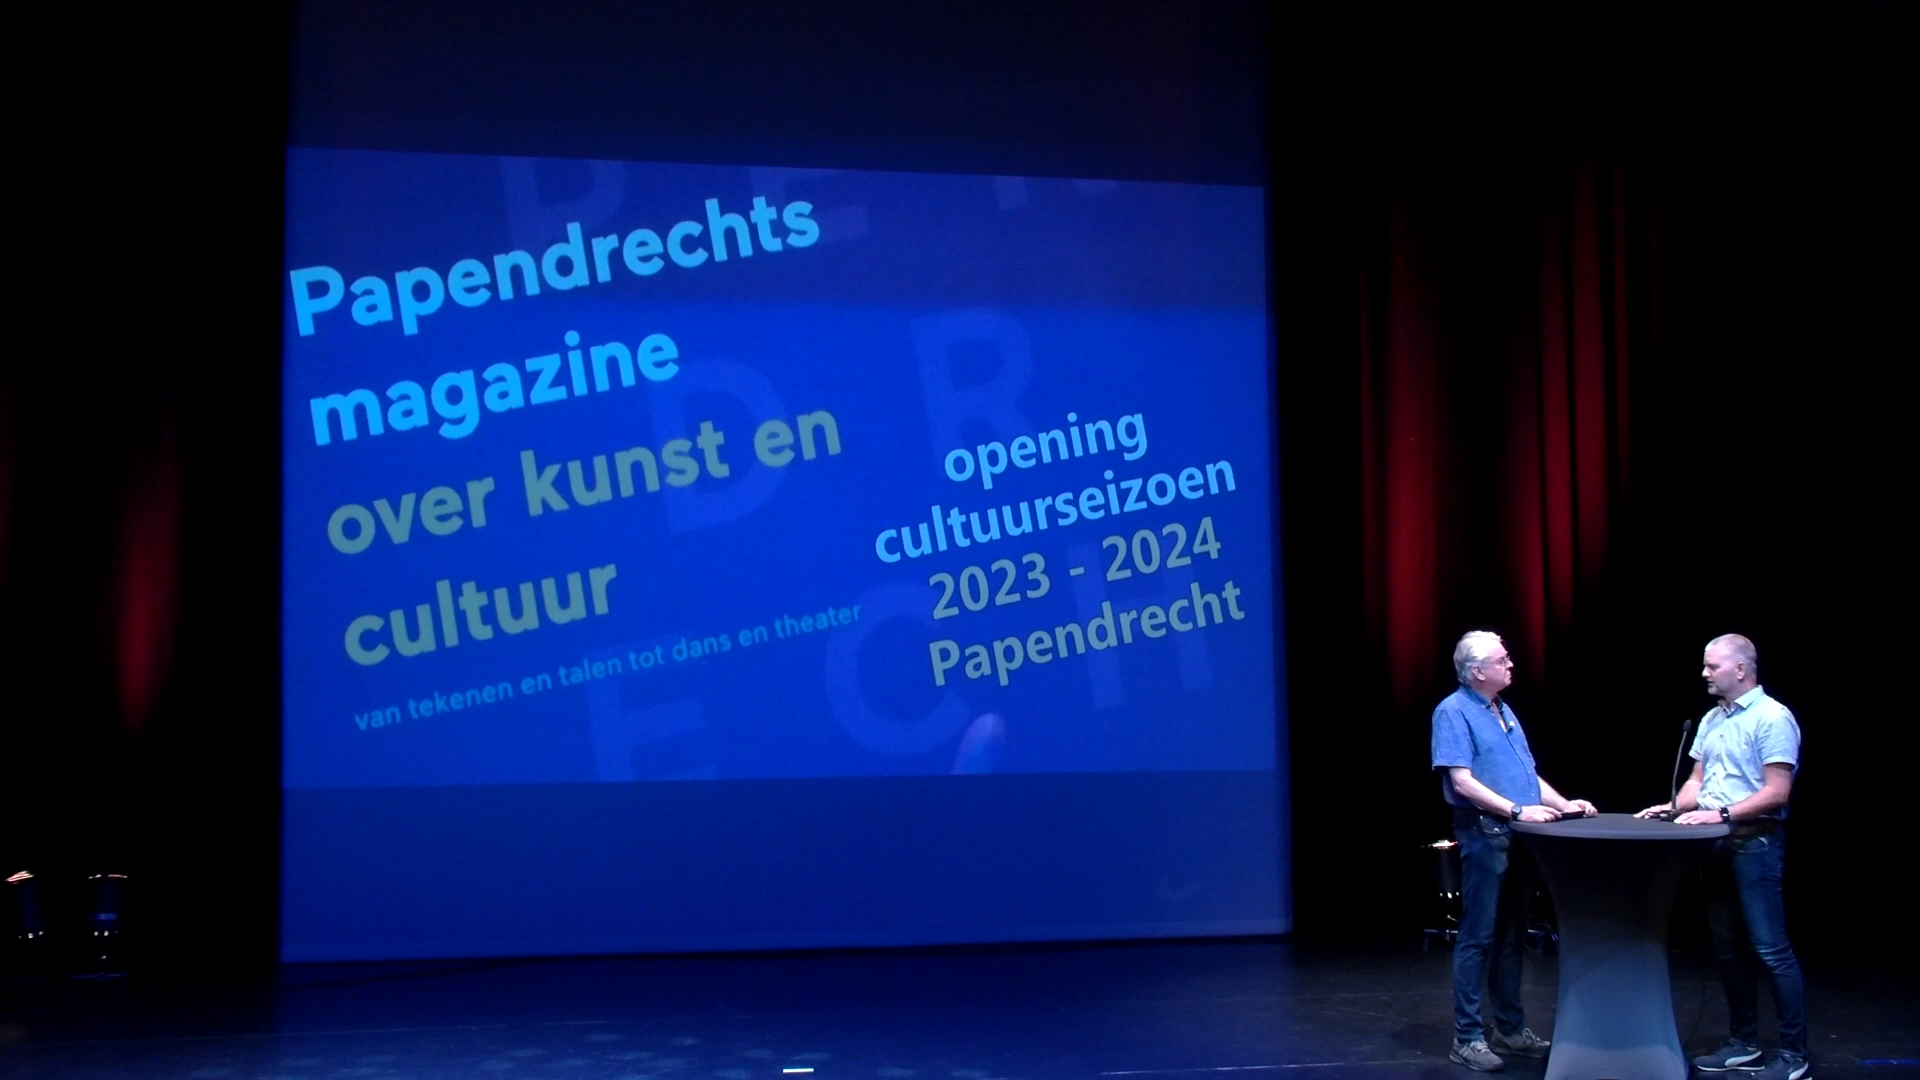 Papendrechts
magazine
over kunst en
cultuur
van tekenen en talen tot dans en theater
opening
cultuurseizoen
2023 - 2024
Papendrecht